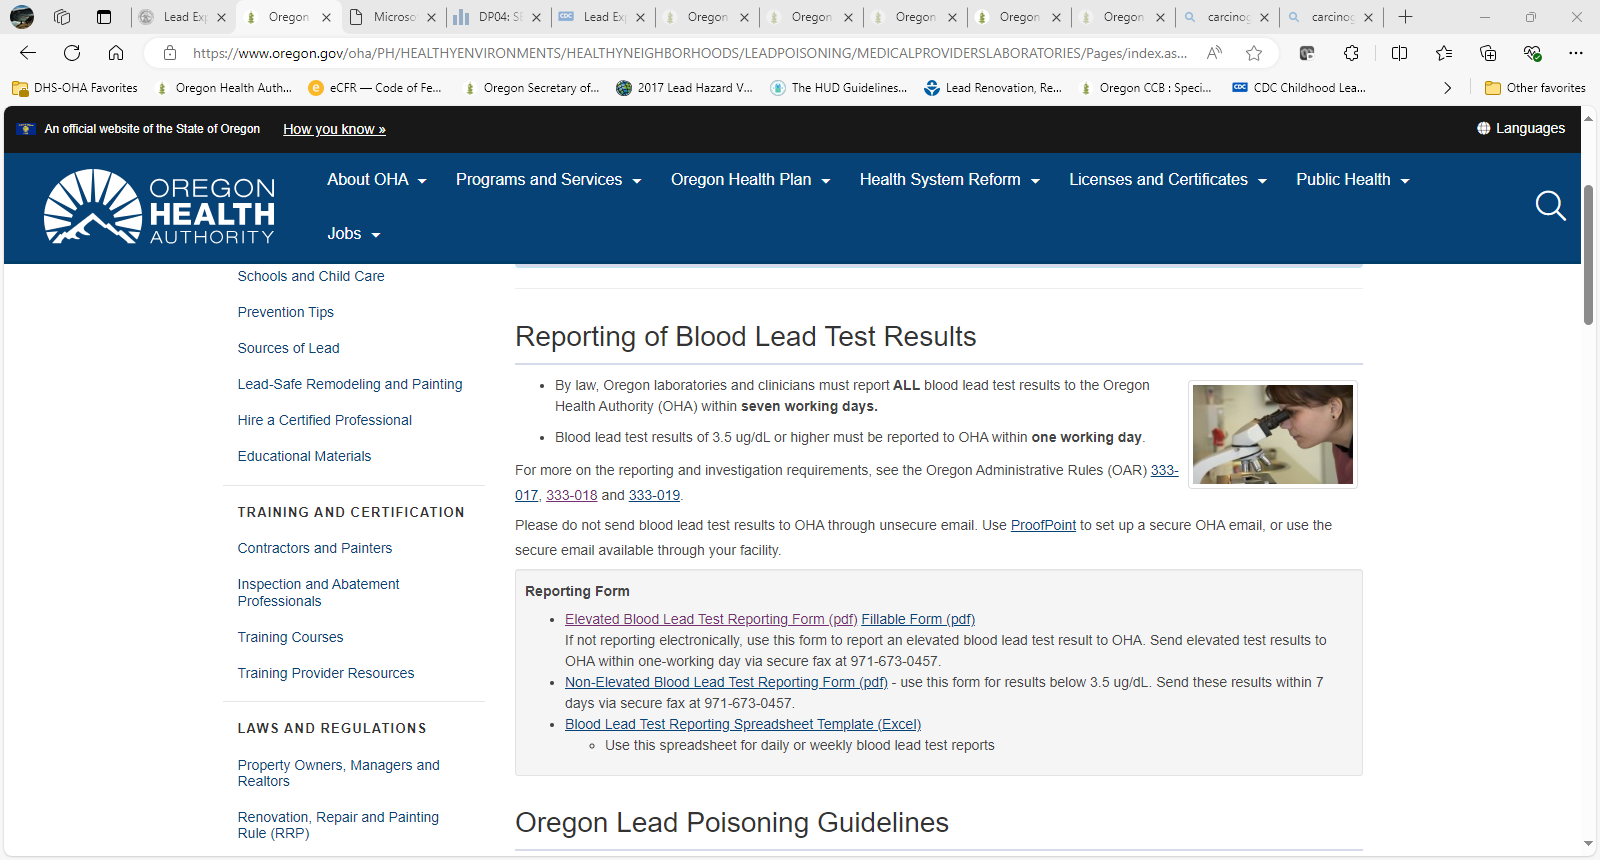 Lead Exp
Oregon
Microso
DP04: SE
Lead Exp
Oregon
Oregon
Oregon
Oregon
Oregon
carcinog
carcinog
https://www.oregon.gov/oha/PH/HEALTHYENVIRONMENTS/HEALTHYNEIGHBORHOODS/LEADPOISONING/MEDICALPROVIDERSLABORATORIES/Pages/index.as...
DHS-OHA Favorites
Oregon Health Auth...
eCFR — Code of Fe...
Oregon Secretary of...
2017 Lead Hazard V...
The HUD Guidelines...
Lead Renovation, Re...
Oregon CCB : Speci...
CDC Childhood Lea...
Other favorites
An official website of the State of Oregon
How you know »
Languages
OREGON
HEALTH
AUTHORITY
About OHA
Programs and Services
Oregon Health Plan
Health System Reform
Licenses and Certificates
Public Health
Jobs
Schools and Child Care
Prevention Tips
Sources of Lead
Lead-Safe Remodeling and Painting
Hire a Certified Professional
Educational Materials
TRAINING AND CERTIFICATION
Contractors and Painters
Inspection and Abatement
Professionals
Training Courses
Training Provider Resources
LAWS AND REGULATIONS
Property Owners, Managers and
Realtors
Renovation, Repair and Painting
Rule (RRP)
Reporting of Blood Lead Test Results
• By law, Oregon laboratories and clinicians must report ALL blood lead test results to the Oregon
Health Authority (OHA) within seven working days.
• Blood lead test results of 3.5 ug/dL or higher must be reported to OHA within one working day.
For more on the reporting and investigation requirements, see the Oregon Administrative Rules (OAR) 333-
017, 333-018 and 333-019.
Please do not send blood lead test results to OHA through unsecure email. Use ProofPoint to set up a secure OHA email, or use the
secure email available through your facility.
Reporting Form
• Elevated Blood Lead Test Reporting Form (pdf) Fillable Form (pdf)
If not reporting electronically, use this form to report an elevated blood lead test result to OHA. Send elevated test results to
OHA within one-working day via secure fax at 971-673-0457.
• Non-Elevated Blood Lead Test Reporting Form (pdf) - use this form for results below 3.5 ug/dL. Send these results within 7
days via secure fax at 971-673-0457.
• Blood Lead Test Reporting Spreadsheet Template (Excel)
◦ Use this spreadsheet for daily or weekly blood lead test reports
Oregon Lead Poisoning Guidelines